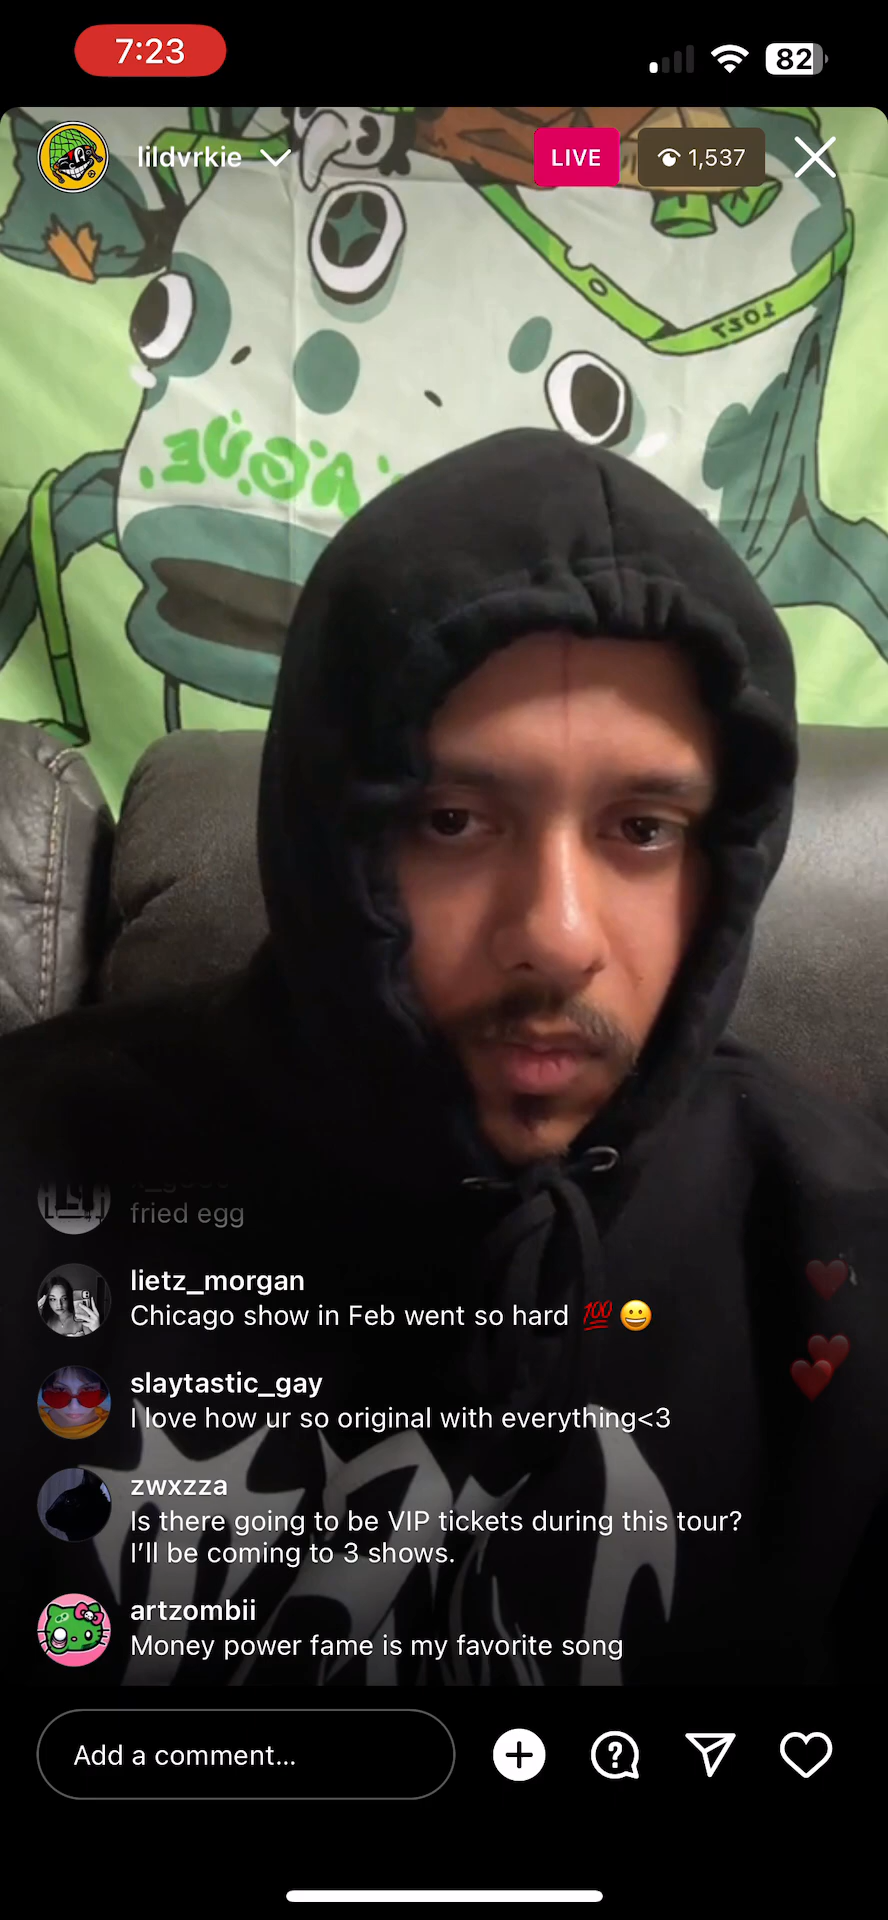 7:23
82
lildvrkie
LIVE
1,537
LOST
fried egg
lietz_morgan
Chicago show in Feb went so hard 💯😀
slaytastic_gay
I love how ur so original with everything<3
zwxzza
Is there going to be VIP tickets during this tour?
I'll be coming to 3 shows.
artzombii
Money power fame is my favorite song
Add a comment...